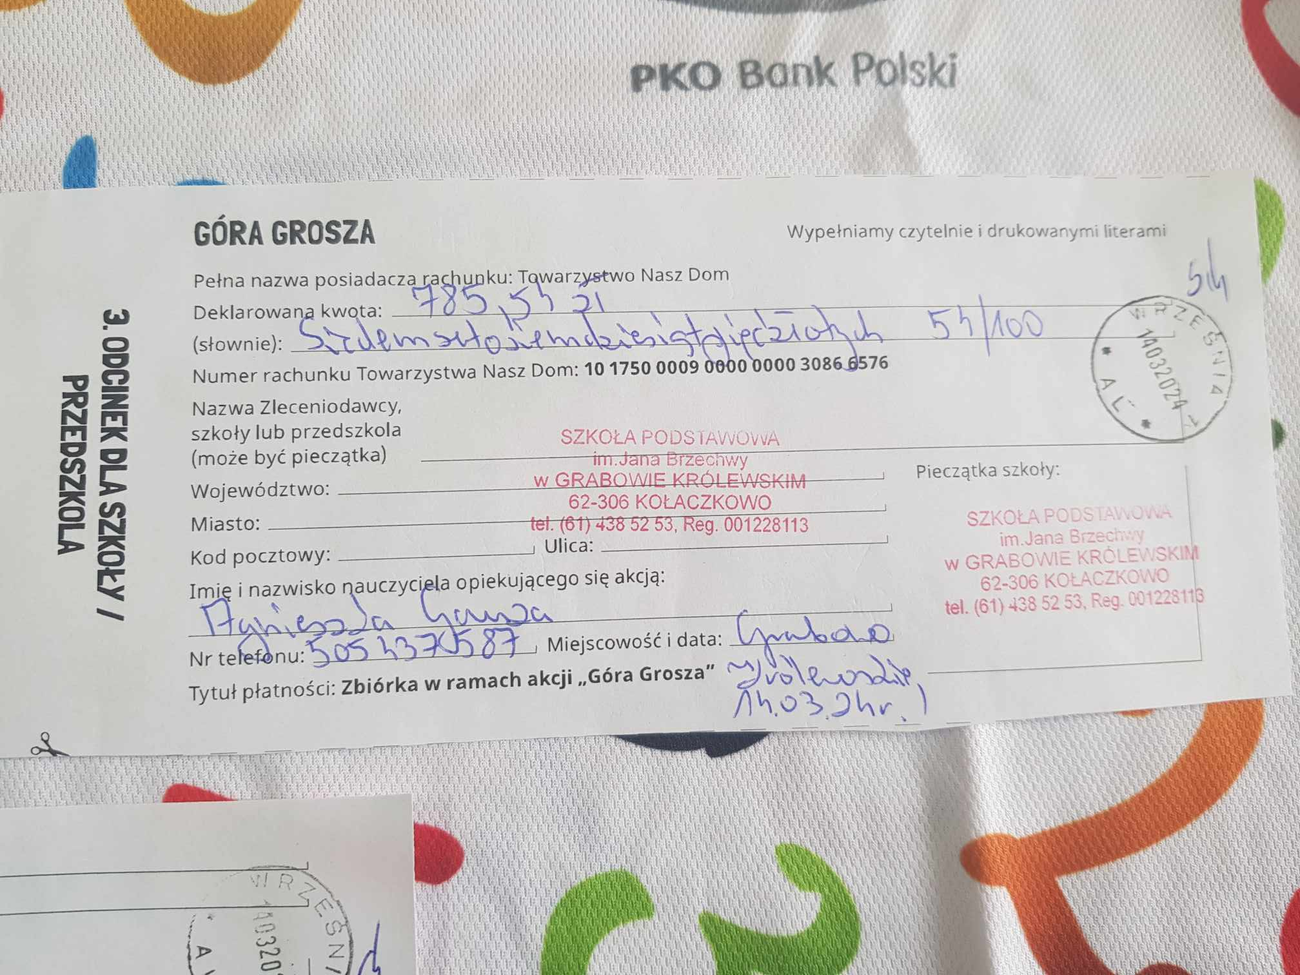 PKO Bank Polski
GÓRA GROSZA
Wypełniamy czytelnie i drukowanymi literami
Pełna nazwa posiadacza rachunku: Towarzystwo Nasz Dom
Deklarowana kwota: 785,54 zł
(słownie): Siedemsetosiemdziesiątpięćzłotych 54/100
54
Numer rachunku Towarzystwa Nasz Dom: 10 1750 0009 0000 0000 3086 6576
WRZEŚNIA 1
14032024
Nazwa Zleceniodawcy,
szkoły lub przedszkola
(może być pieczątka)
SZKOŁA PODSTAWOWA
im.Jana Brzechwy
w GRABOWIE KRÓLEWSKIM
62-306 KOŁACZKOWO
tel. (61) 438 52 53, Reg. 001228113
Województwo:
Miasto:
Kod pocztowy:
Ulica:
Pieczątka szkoły:
SZKOŁA PODSTAWOWA
im.Jana Brzechwy
w GRABOWIE KRÓLEWSKIM
62-306 KOŁACZKOWO
tel. (61) 438 52 53, Reg. 001228113
Imię i nazwisko nauczyciela opiekującego się akcją:
Agnieszka
Nr telefonu: 505437587 Miejscowość i data: Grabowo
Królewskie,
14.03.24r.
Tytuł płatności: Zbiórka w ramach akcji „Góra Grosza”
3. ODCINEK DLA SZKOŁY /
PRZEDSZKOLA
WRZEŚNI